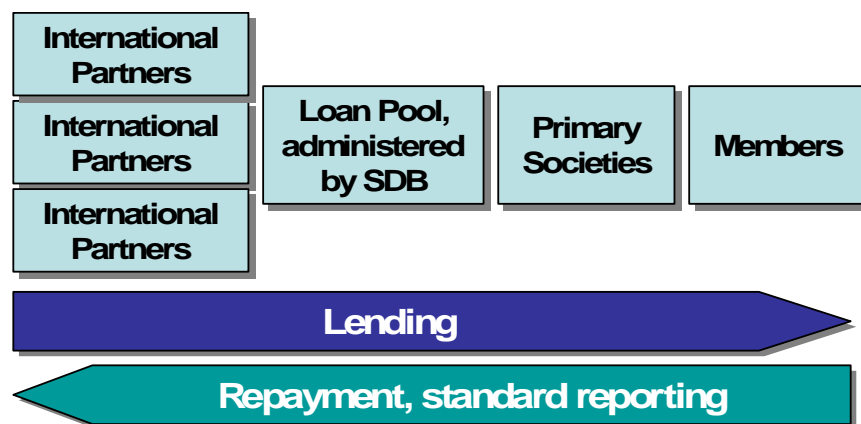 International
Partners
International
Partners
International
Partners
Loan Pool,
administered
by SDB
Primary
Societies
Members
Lending
Repayment, standard reporting